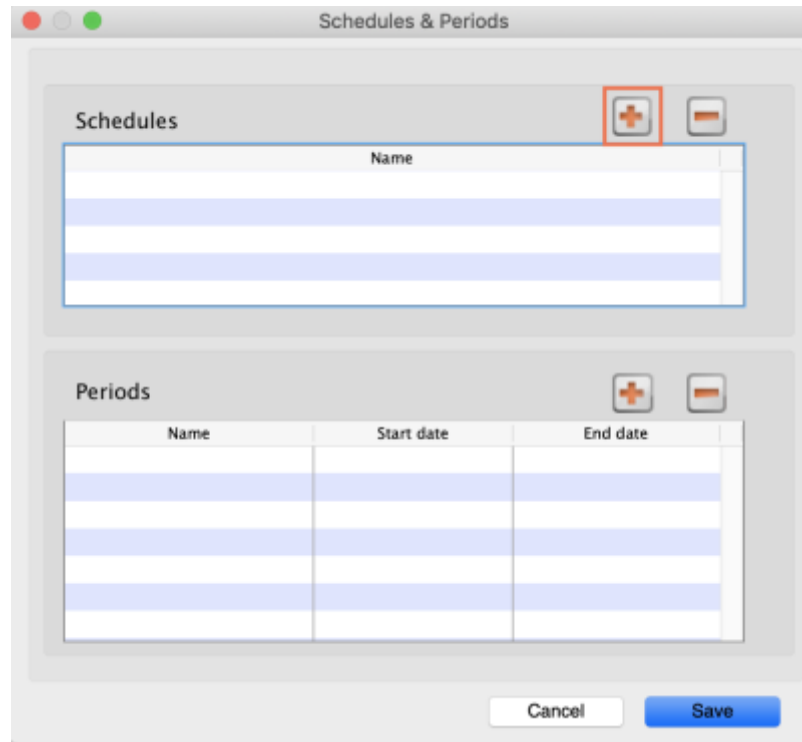 Schedules & Periods
Schedules
Name
Periods
Name Start date End date
Cancel Save